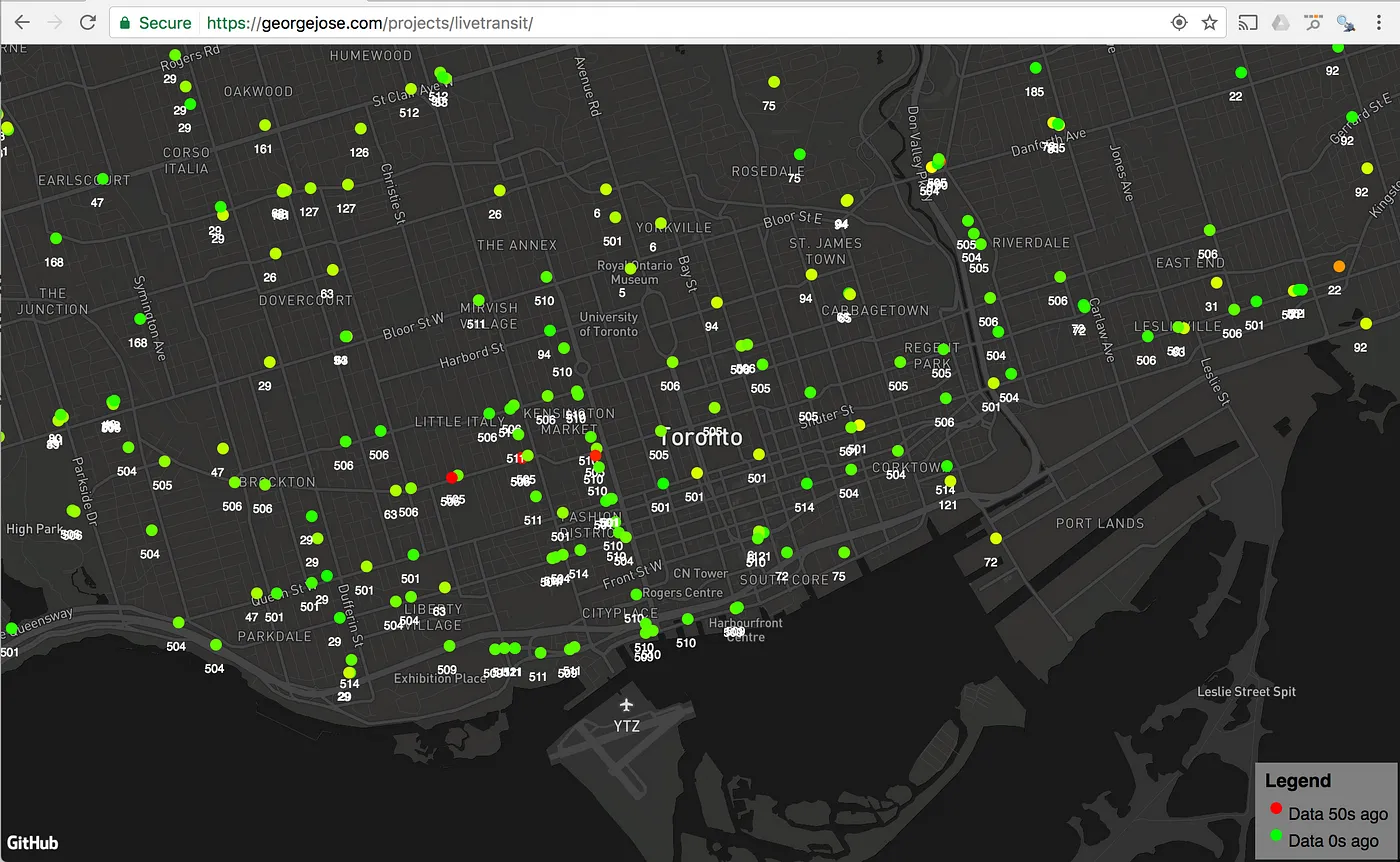 Secure
https://georgejose.com/projects/livetransit/
HUMEWOOD
Rogers Rd
Avenue Rd
29
92
185
22
75
OAKWOOD
St Clair Ave W
512
512
29
29
Don Valley Pkwy
Gerrard St E
92
161
126
CORSO
ITALIA
Danforth Ave
Jones Ave
EARLSCOURT
ROSEDALE
75
92
47
Christie St
127
127
26
6
94
Kingsto
29
29
501
YORKVILLE
6
Bloor St E
ST. JAMES
TOWN
505
504
505
RIVERDALE
506
168
THE ANNEX
EAST END
26
63
Royal Ontario
Museum
5
Bay St
94
22
THE
JUNCTION
Symington Ave
DOVERCOURT
510
506
31
168
MIRVISH
VILLAGE
511
University
of Toronto
94
CABBAGETOWN
506
72
Carlaw Ave
LESLIEVILLE
506
501
Bloor St W
94
510
504
506
92
Harbord St
REGENT
PARK
29
506
505
505
505
504
501
Leslie St
LITTLE ITALY
KENSINGTON
MARKET
506
506
505
Shuter St
506
Toronto
505
504
505
47
506
506
501
501
504
504
CORKTOWN
Parkside Dr
BROCKTON
506
506
63
506
510
510
501
514
514
121
High Park
504
29
29
511
501
FASHION
DISTRICT
510
504
PORT LANDS
72
501
501
514
Front St W
CN Tower
510
72
75
SOUTH CORE
Queen St W
47
501
501
29
Dufferin St
63
504
504
LIBERTY
VILLAGE
Rogers Centre
CITYPLACE
510
Harbourfront
Centre
e Queensway
501
504
PARKDALE
29
504
510
510
514
29
509
511
Exhibition Place
Leslie Street Spit
YTZ
Legend
Data 50s ago
Data 0s ago
GitHub